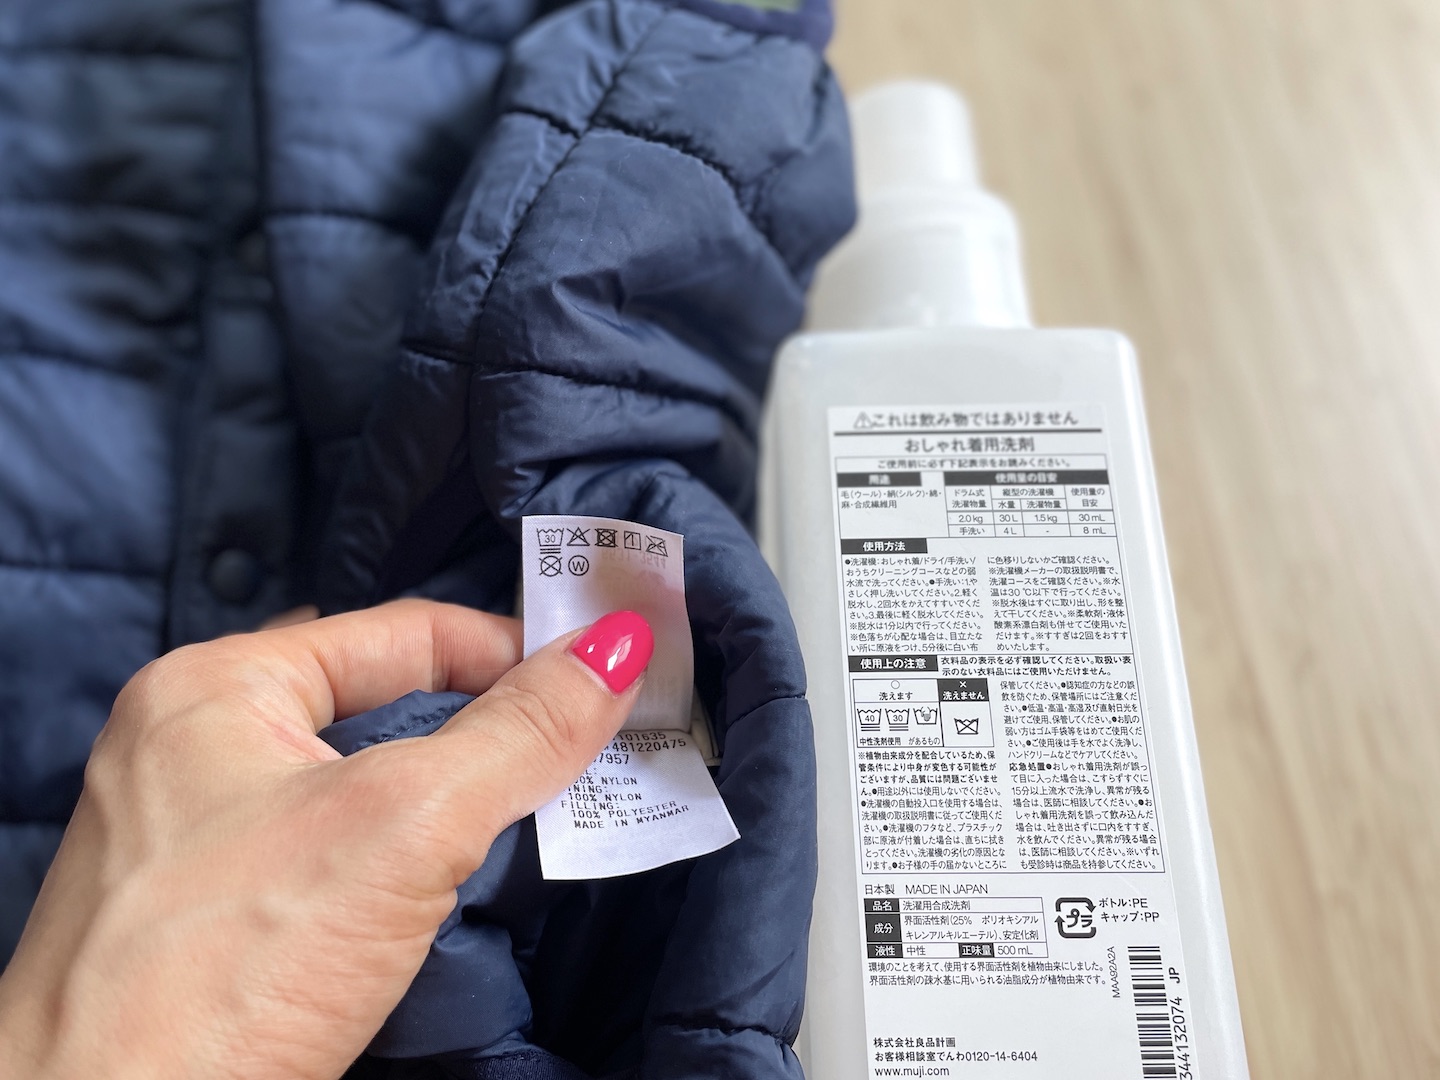 30
W
101635
481220475
7957
100% NYLON
FILLING:
100% POLYESTER
MADE IN MYANMAR
⚠これは飲み物ではありません
おしゃれ着用洗剤
ご使用前に必ず下記表示をお読みください。
用途
使用量の目安
毛(ウール)・絹(シルク)・綿・
麻・合成繊維用
ドラム式 縦型の洗濯機 使用量の
洗濯物量 水量 洗濯物量 目安
2.0kg 30L 1.5kg 30mL
手洗い 4L - 8mL
使用方法
●洗濯機:おしゃれ着/ドライ/手洗い/
おうちクリーニングコースなどの弱
水流で洗ってください。●手洗い:1.や
さしく押し洗いしてください。2.軽く
脱水し、2回水をかえてすすいでくだ
さい。3.最後に軽く脱水してください。
※脱水は1分以内で行ってください。
※色落ちが心配な場合は、目立たな
い所に原液をつけ、5分後に白い布
に色移りしないかご確認ください。
※洗濯機メーカーの取扱説明書で、
洗濯コースをご確認ください。※水
温は30℃以下で行ってください。
※脱水後はすぐに取り出し、形を整
えて干してください。※柔軟剤・液体
酸素系漂白剤も併せてご使用いた
だけます。※すすぎは2回をおすす
めいたします。
使用上の注意
衣料品の表示を必ず確認してください。取扱い表
示のない衣料品にはご使用いただけません。
○ ×
洗えます 洗えません
40 30
中性洗剤使用 があるもの
※植物由来成分を配合しているため、保
管条件により中身が変色する可能性が
ございますが、品質には問題ございませ
ん。●用途以外には使用しないでください。
●洗濯機の自動投入口を使用する場合は、
洗濯機の取扱説明書に従ってご使用くだ
さい。●洗濯機のフタなど、プラスチック
部に原液が付着した場合は、直ちに拭き
とってください。洗濯機の劣化の原因とな
ります。●お子様の手の届かないところに
保管してください。●認知症の方などの誤
飲を防ぐため、保管場所にはご注意くだ
さい。●低温・高温・高湿及び直射日光を
避けてご使用、保管してください。●お肌の
弱い方はゴム手袋等をはめてご使用くだ
さい。●ご使用後は手を水でよく洗浄し、
ハンドクリームなどでケアしてください。
応急処置●おしゃれ着用洗剤が誤っ
て目に入った場合は、こすらずすぐに
15分以上流水で洗浄し、異常が残る
場合は、医師に相談してください。●お
しゃれ着用洗剤を誤って飲み込んだ
場合は、吐き出さずに口内をすすぎ、
水を飲んでください。異常が残る場合
は、医師に相談してください。※いずれ
も受診時は商品を持参してください。
日本製 MADE IN JAPAN
品名 洗濯用合成洗剤
成分 界面活性剤(25% ポリオキシアル
キレンアルキルエーテル)、安定化剤
液性 中性 正味量 500mL
プラ
ボトル:PE
キャップ:PP
環境のことを考えて、使用する界面活性剤を植物由来にしました。
界面活性剤の疎水基に用いられる油脂成分が植物由来です。
MAA92A2A
344132074 JP
株式会社良品計画
お客様相談室でんわ0120-14-6404
www.muji.com